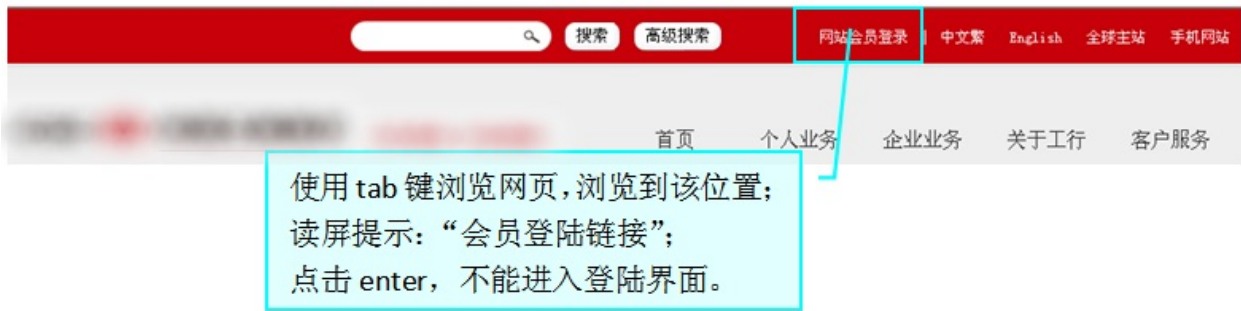 搜索 高级搜索 网站会员登录 | 中文繁 English 全球主站 手机网站
首页 个人业务 企业业务 关于工行 客户服务
使用 tab 键浏览网页，浏览到该位置；
读屏提示：“会员登陆链接”；
点击 enter，不能进入登陆界面。